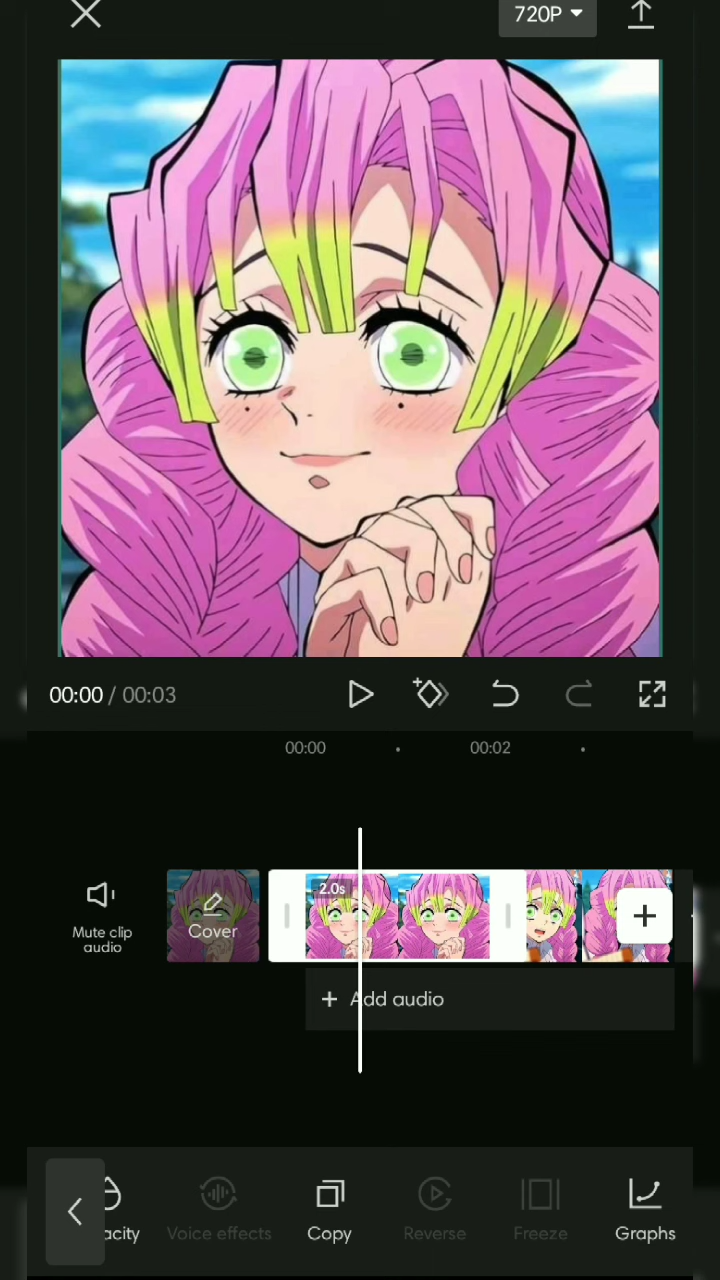 720P
00:00 / 00:03
00:00
00:02
2.0s
Mute clip
audio
Cover
+ Add audio
acity
Voice effects
Copy
Reverse
Freeze
Graphs